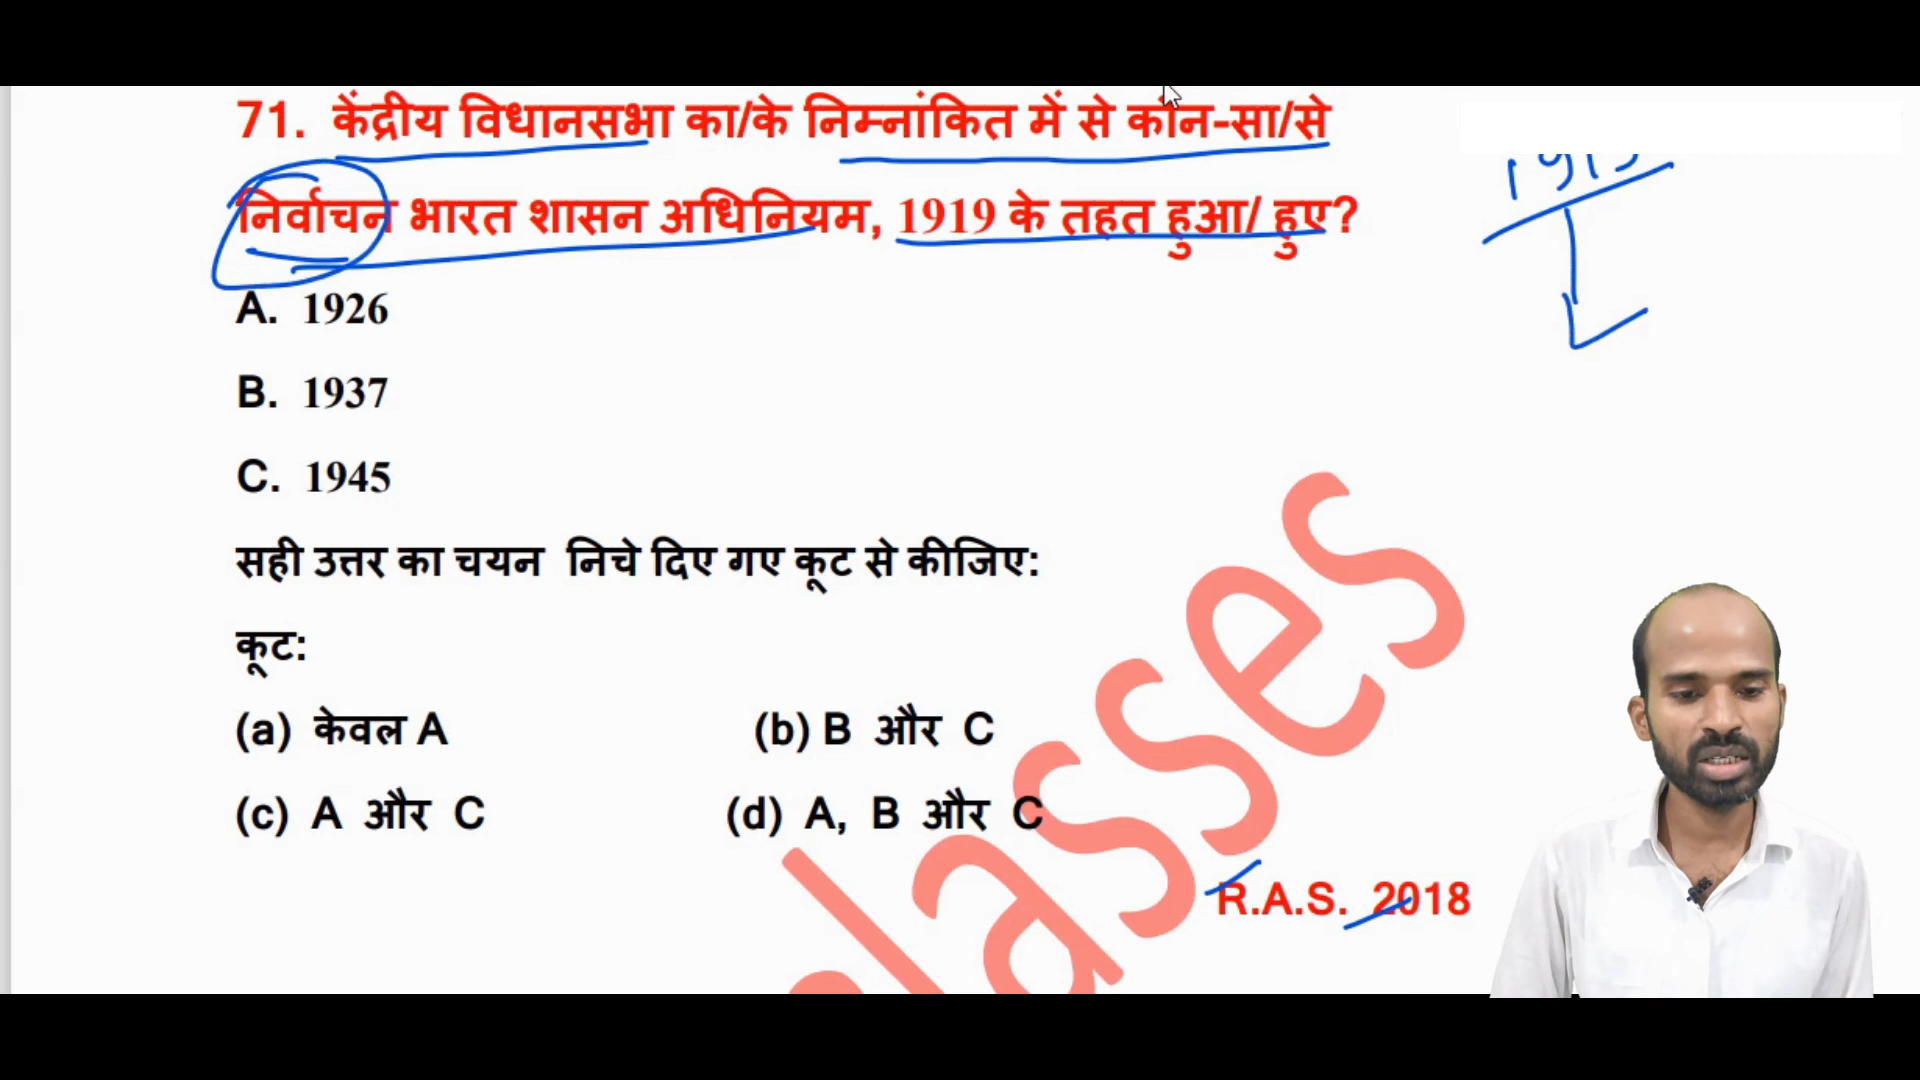 71. केंद्रीय विधानसभा का/के निम्नांकित में से कौन-सा/से
निर्वाचन भारत शासन अधिनियम, 1919 के तहत हुआ/ हुए?
A. 1926
B. 1937
C. 1945
सही उत्तर का चयन निचे दिए गए कूट से कीजिए:
कूट:
(a) केवल A (b) B और C
(c) A और C (d) A, B और C
R.A.S. 2018
lasses